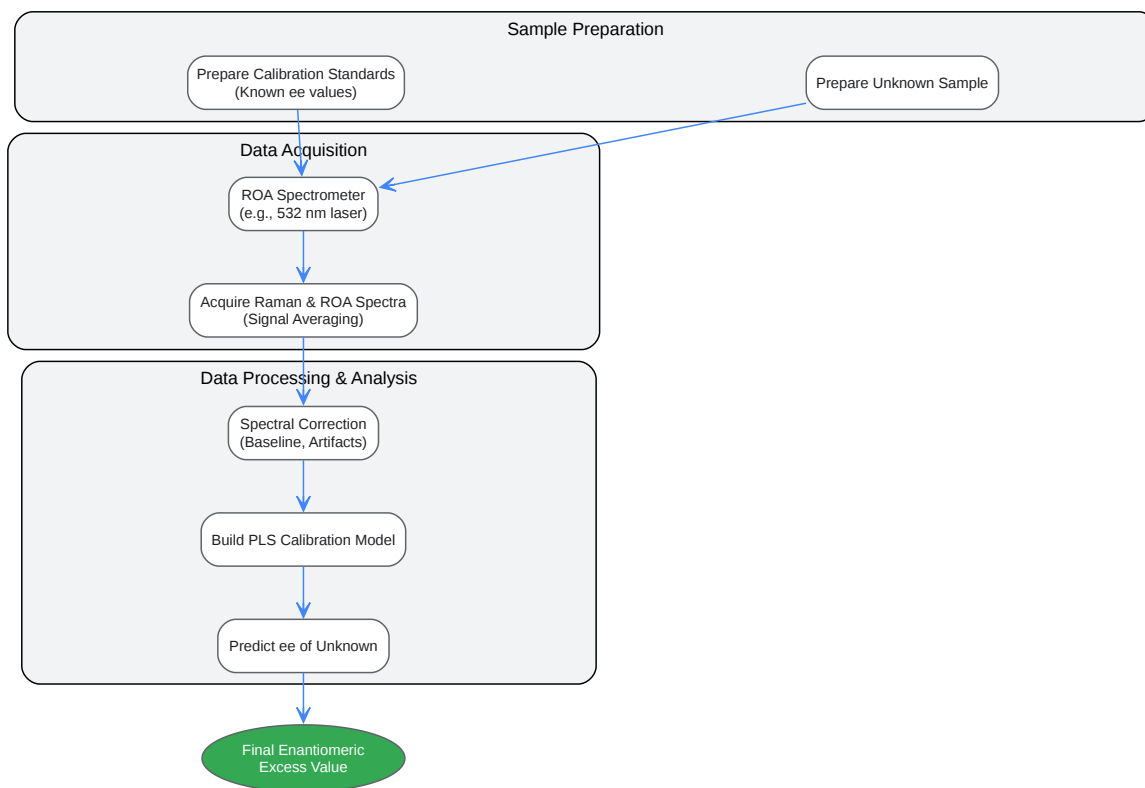 Sample Preparation
Prepare Calibration Standards
(Known ee values)
Prepare Unknown Sample
Data Acquisition
ROA Spectrometer
(e.g., 532 nm laser)
Acquire Raman & ROA Spectra
(Signal Averaging)
Data Processing & Analysis
Spectral Correction
(Baseline, Artifacts)
Build PLS Calibration Model
Predict ee of Unknown
Final Enantiomeric
Excess Value